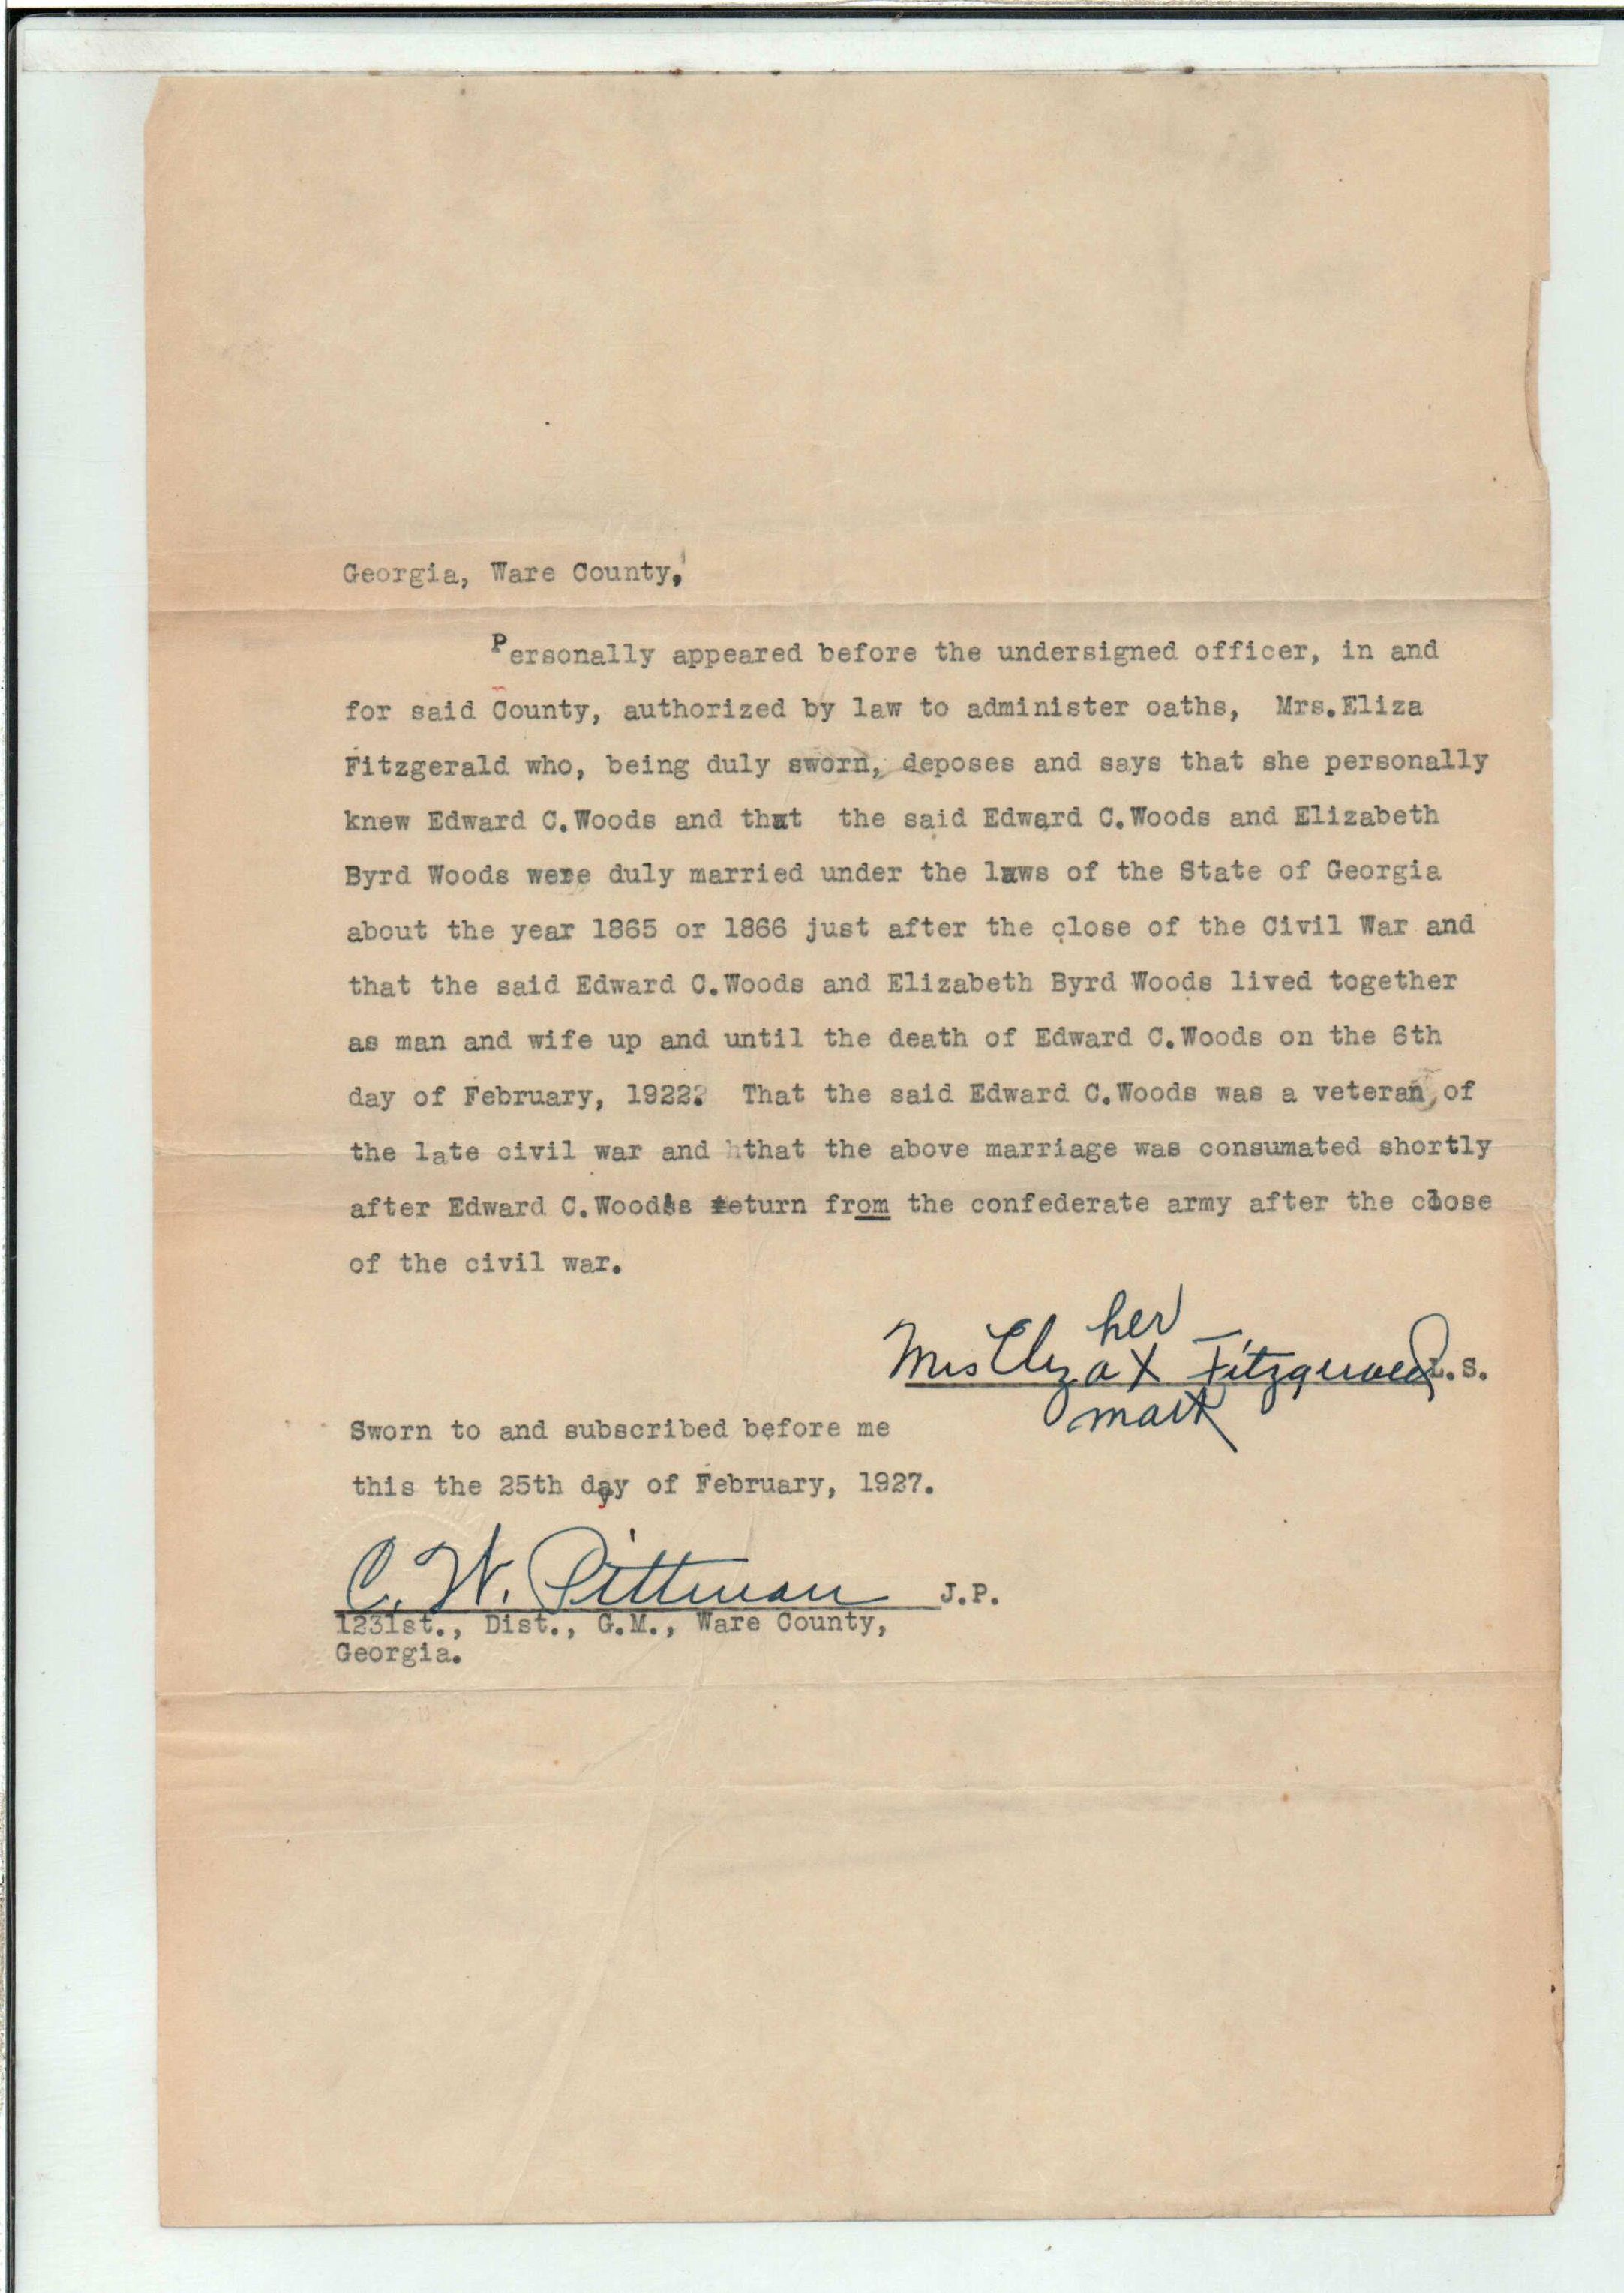 Georgia, Ware County,
Personally appeared before the undersigned officer, in and
for said County, authorized by law to administer oaths, Mrs.Eliza
Fitzgerald who, being duly sworn, deposes and says that she personally
knew Edward C.Woods and that the said Edward C.Woods and Elizabeth
Byrd Woods were duly married under the laws of the State of Georgia
about the year 1865 or 1866 just after the close of the Civil War and
that the said Edward C.Woods and Elizabeth Byrd Woods lived together
as man and wife up and until the death of Edward C.Woods on the 6th
day of February, 1922. That the said Edward C.Woods was a veteran of
the late civil war and hthat the above marriage was consumated shortly
after Edward C.Woods's return from the confederate army after the close
of the civil war.
her
Mrs Eliza X Fitzgerald L.S.
mark
Sworn to and subscribed before me
this the 25th day of February, 1927.
C. W. Pittman J.P.
1231st., Dist., G.M., Ware County,
Georgia.